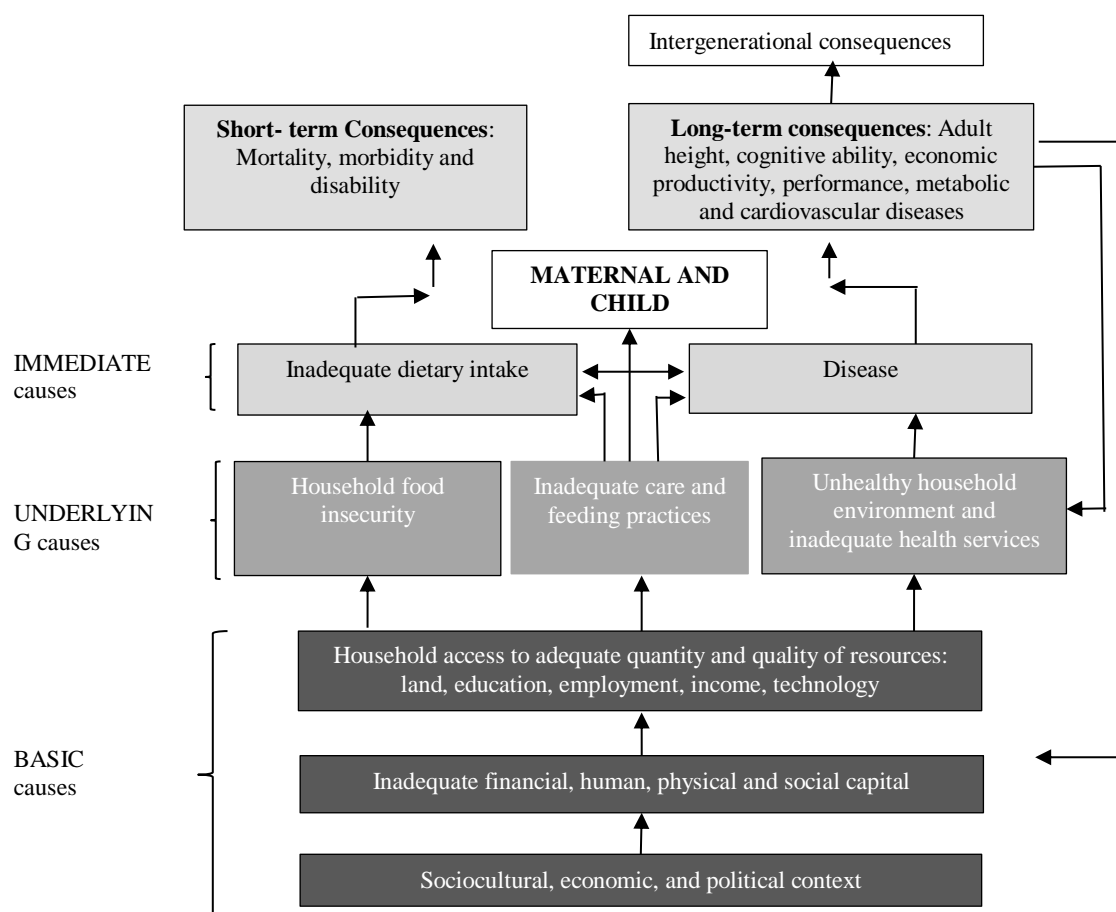 Intergenerational consequences
Short- term Consequences:
Mortality, morbidity and
disability
Long-term consequences: Adult
height, cognitive ability, economic
productivity, performance, metabolic
and cardiovascular diseases
MATERNAL AND
CHILD
IMMEDIATE
causes
Inadequate dietary intake
Disease
UNDERLYIN
G causes
Household food
insecurity
Inadequate care and
feeding practices
Unhealthy household
environment and
inadequate health services
BASIC
causes
Household access to adequate quantity and quality of resources:
land, education, employment, income, technology
Inadequate financial, human, physical and social capital
Sociocultural, economic, and political context